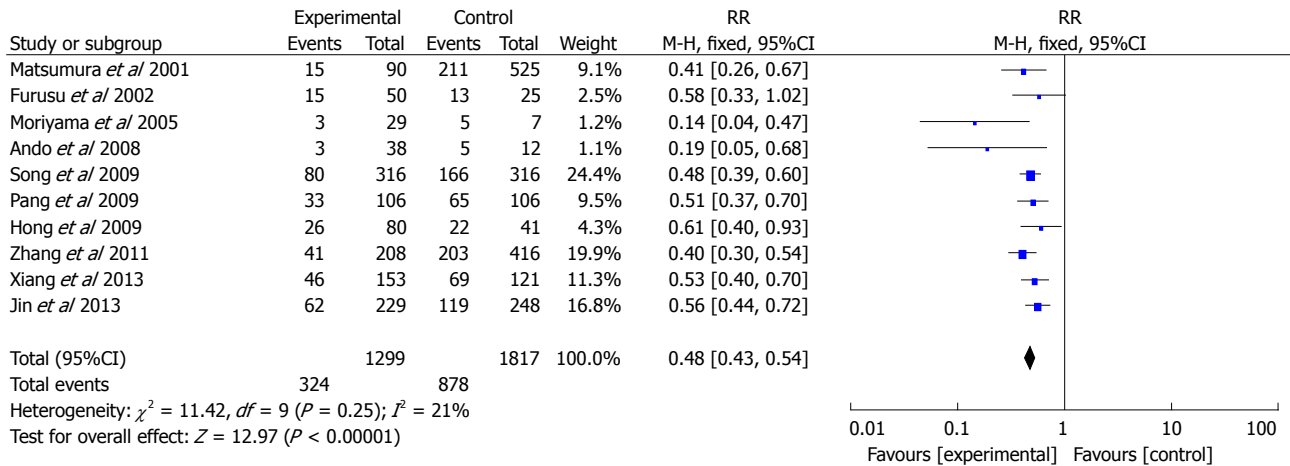 Experimental Control RR RR
Study or subgroup Events Total Events Total Weight M-H, fixed, 95%CI M-H, fixed, 95%CI
Matsumura et al 2001 15 90 211 525 9.1% 0.41 [0.26, 0.67]
Furusu et al 2002 15 50 13 25 2.5% 0.58 [0.33, 1.02]
Moriyama et al 2005 3 29 5 7 1.2% 0.14 [0.04, 0.47]
Ando et al 2008 3 38 5 12 1.1% 0.19 [0.05, 0.68]
Song et al 2009 80 316 166 316 24.4% 0.48 [0.39, 0.60]
Pang et al 2009 33 106 65 106 9.5% 0.51 [0.37, 0.70]
Hong et al 2009 26 80 22 41 4.3% 0.61 [0.40, 0.93]
Zhang et al 2011 41 208 203 416 19.9% 0.40 [0.30, 0.54]
Xiang et al 2013 46 153 69 121 11.3% 0.53 [0.40, 0.70]
Jin et al 2013 62 229 119 248 16.8% 0.56 [0.44, 0.72]
Total (95%CI) 1299 1817 100.0% 0.48 [0.43, 0.54]
Total events 324 878
Heterogeneity: χ² = 11.42, df = 9 (P = 0.25); I² = 21%
Test for overall effect: Z = 12.97 (P < 0.00001)
0.01 0.1 1 10 100
Favours [experimental] Favours [control]